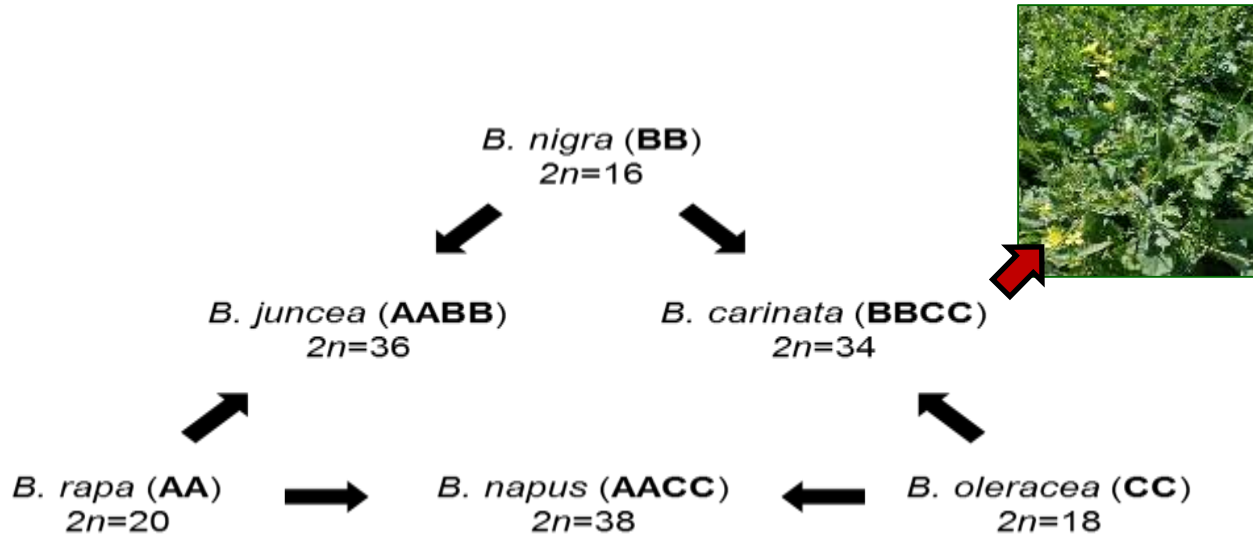 B. nigra (BB)
2n=16
B. juncea (AABB)
2n=36
B. carinata (BBCC)
2n=34
B. rapa (AA)
2n=20
B. napus (AACC)
2n=38
B. oleracea (CC)
2n=18